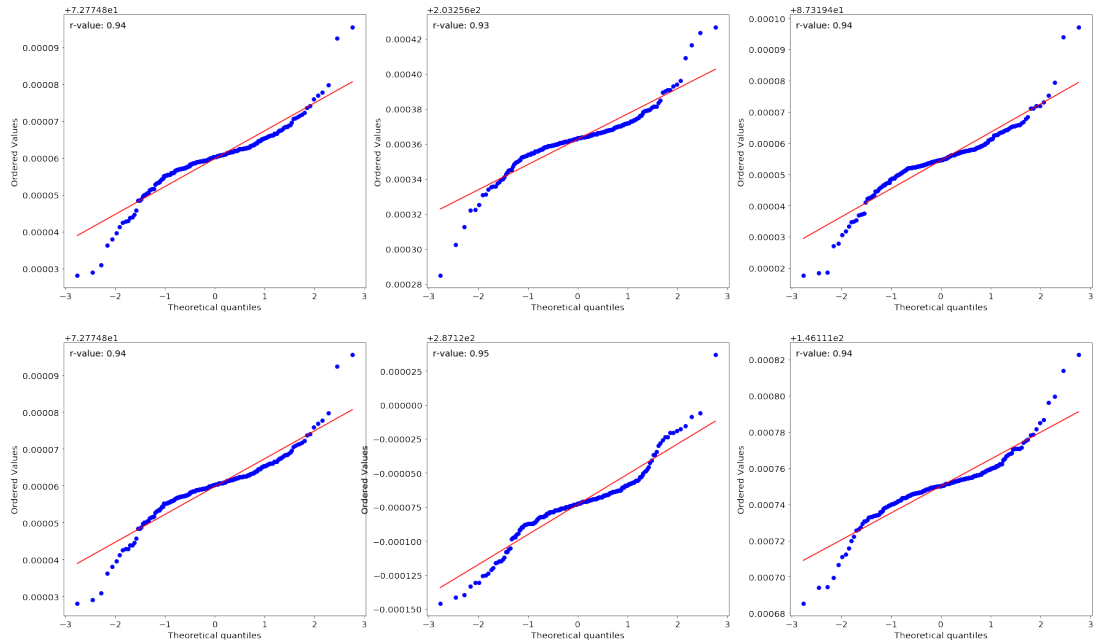 +7.27748e1
r-value: 0.94
0.00009
0.00008
0.00007
0.00006
0.00005
0.00004
0.00003
Ordered Values
−3 −2 −1 0 1 2 3
Theoretical quantiles
+2.03256e2
r-value: 0.93
0.00042
0.00040
0.00038
0.00036
0.00034
0.00032
0.00030
0.00028
Ordered Values
−3 −2 −1 0 1 2 3
Theoretical quantiles
+8.73194e1
r-value: 0.94
0.00010
0.00009
0.00008
0.00007
0.00006
0.00005
0.00004
0.00003
0.00002
Ordered Values
−3 −2 −1 0 1 2 3
Theoretical quantiles
+7.27748e1
r-value: 0.94
0.00009
0.00008
0.00007
0.00006
0.00005
0.00004
0.00003
Ordered Values
−3 −2 −1 0 1 2 3
Theoretical quantiles
+2.8712e2
r-value: 0.95
0.000025
0.000000
−0.000025
−0.000050
−0.000075
−0.000100
−0.000125
−0.000150
Ordered Values
−3 −2 −1 0 1 2 3
Theoretical quantiles
+1.46111e2
r-value: 0.94
0.00082
0.00080
0.00078
0.00076
0.00074
0.00072
0.00070
0.00068
Ordered Values
−3 −2 −1 0 1 2 3
Theoretical quantiles